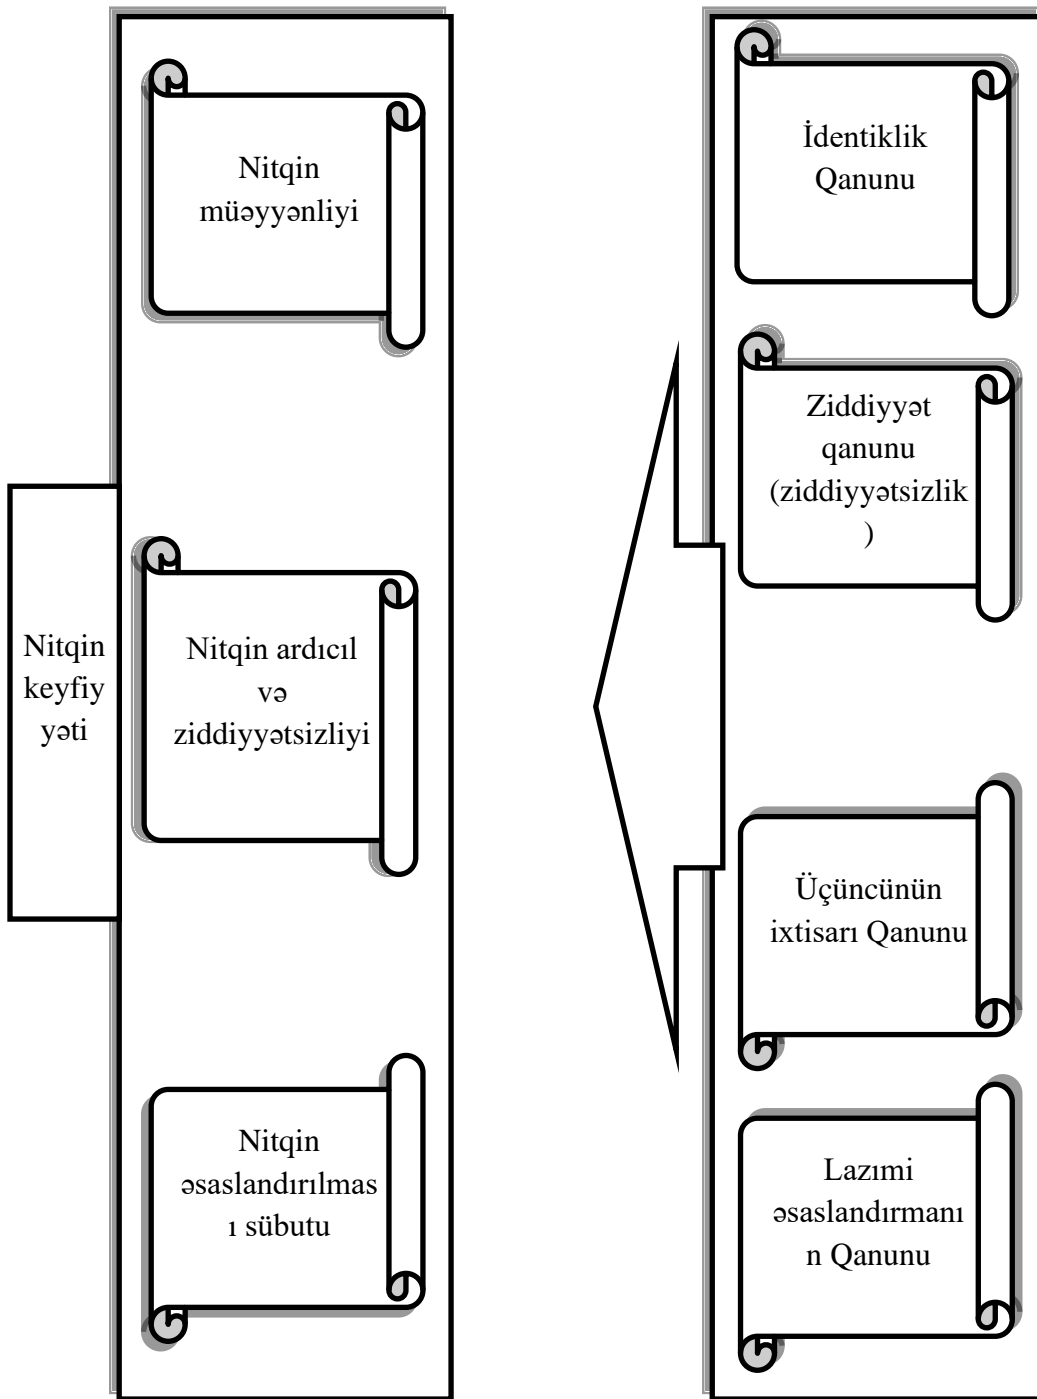 Nitqin
keyfiy
yəti
Nitqin
müəyyənliyi
Nitqin ardıcıl
və
ziddiyyətsizliyi
Nitqin
əsaslandırılmas
ı sübutu
İdentiklik
Qanunu
Ziddiyyət
qanunu
(ziddiyyətsizlik
)
Üçüncünün
ixtisarı Qanunu
Lazımi
əsaslandırmanı
n Qanunu